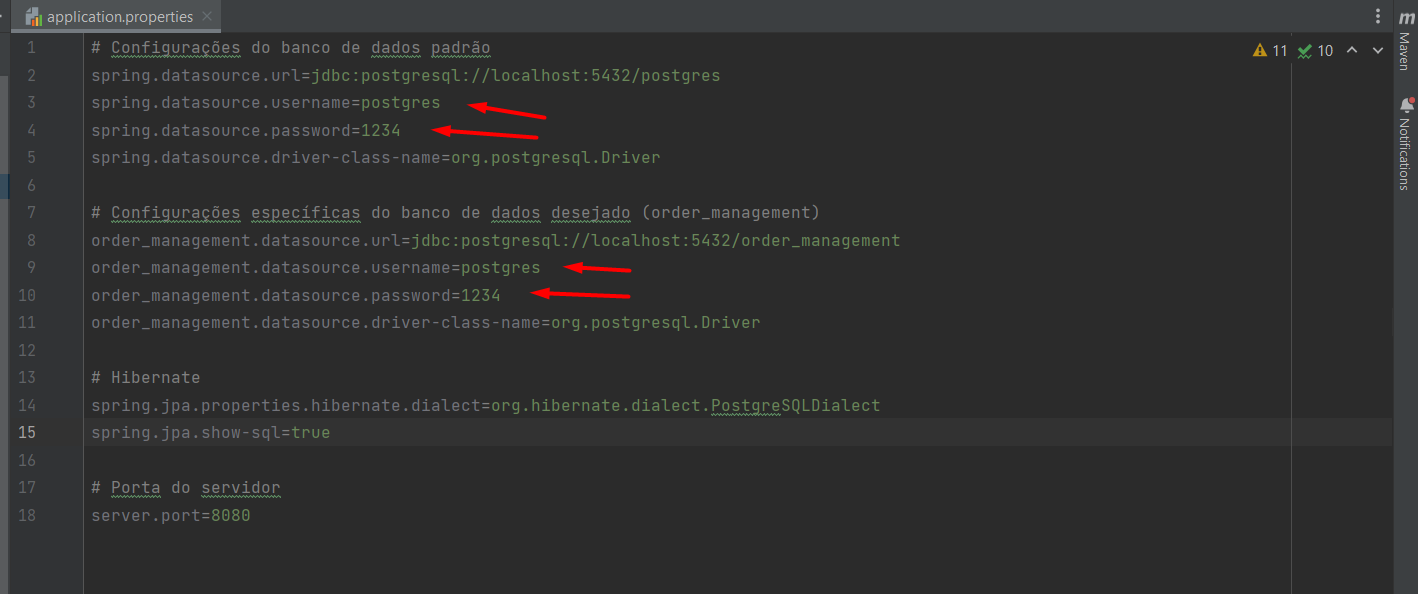 application.properties
1 # Configurações do banco de dados padrão
2 spring.datasource.url=jdbc:postgresql://localhost:5432/postgres
3 spring.datasource.username=postgres
4 spring.datasource.password=1234
5 spring.datasource.driver-class-name=org.postgresql.Driver
6
7 # Configurações específicas do banco de dados desejado (order_management)
8 order_management.datasource.url=jdbc:postgresql://localhost:5432/order_management
9 order_management.datasource.username=postgres
10 order_management.datasource.password=1234
11 order_management.datasource.driver-class-name=org.postgresql.Driver
12
13 # Hibernate
14 spring.jpa.properties.hibernate.dialect=org.hibernate.dialect.PostgreSQLDialect
15 spring.jpa.show-sql=true
16
17 # Porta do servidor
18 server.port=8080
11 10
m
Maven
Notifications